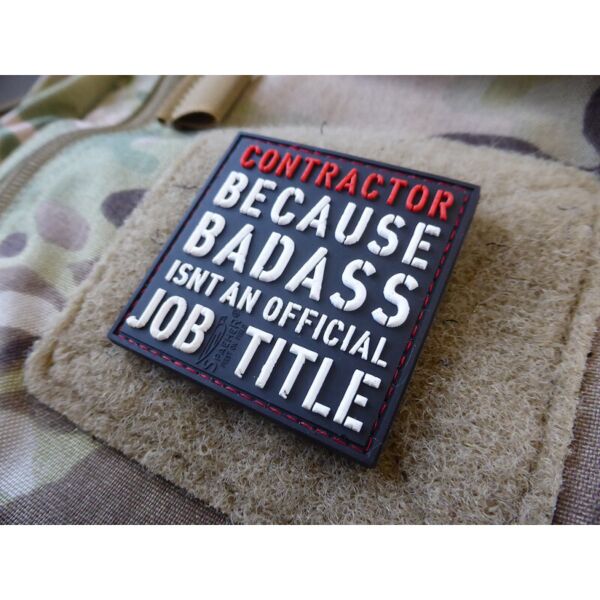 CONTRACTOR
BECAUSE
BADASS
ISNT AN OFFICIAL
JOB TITLE